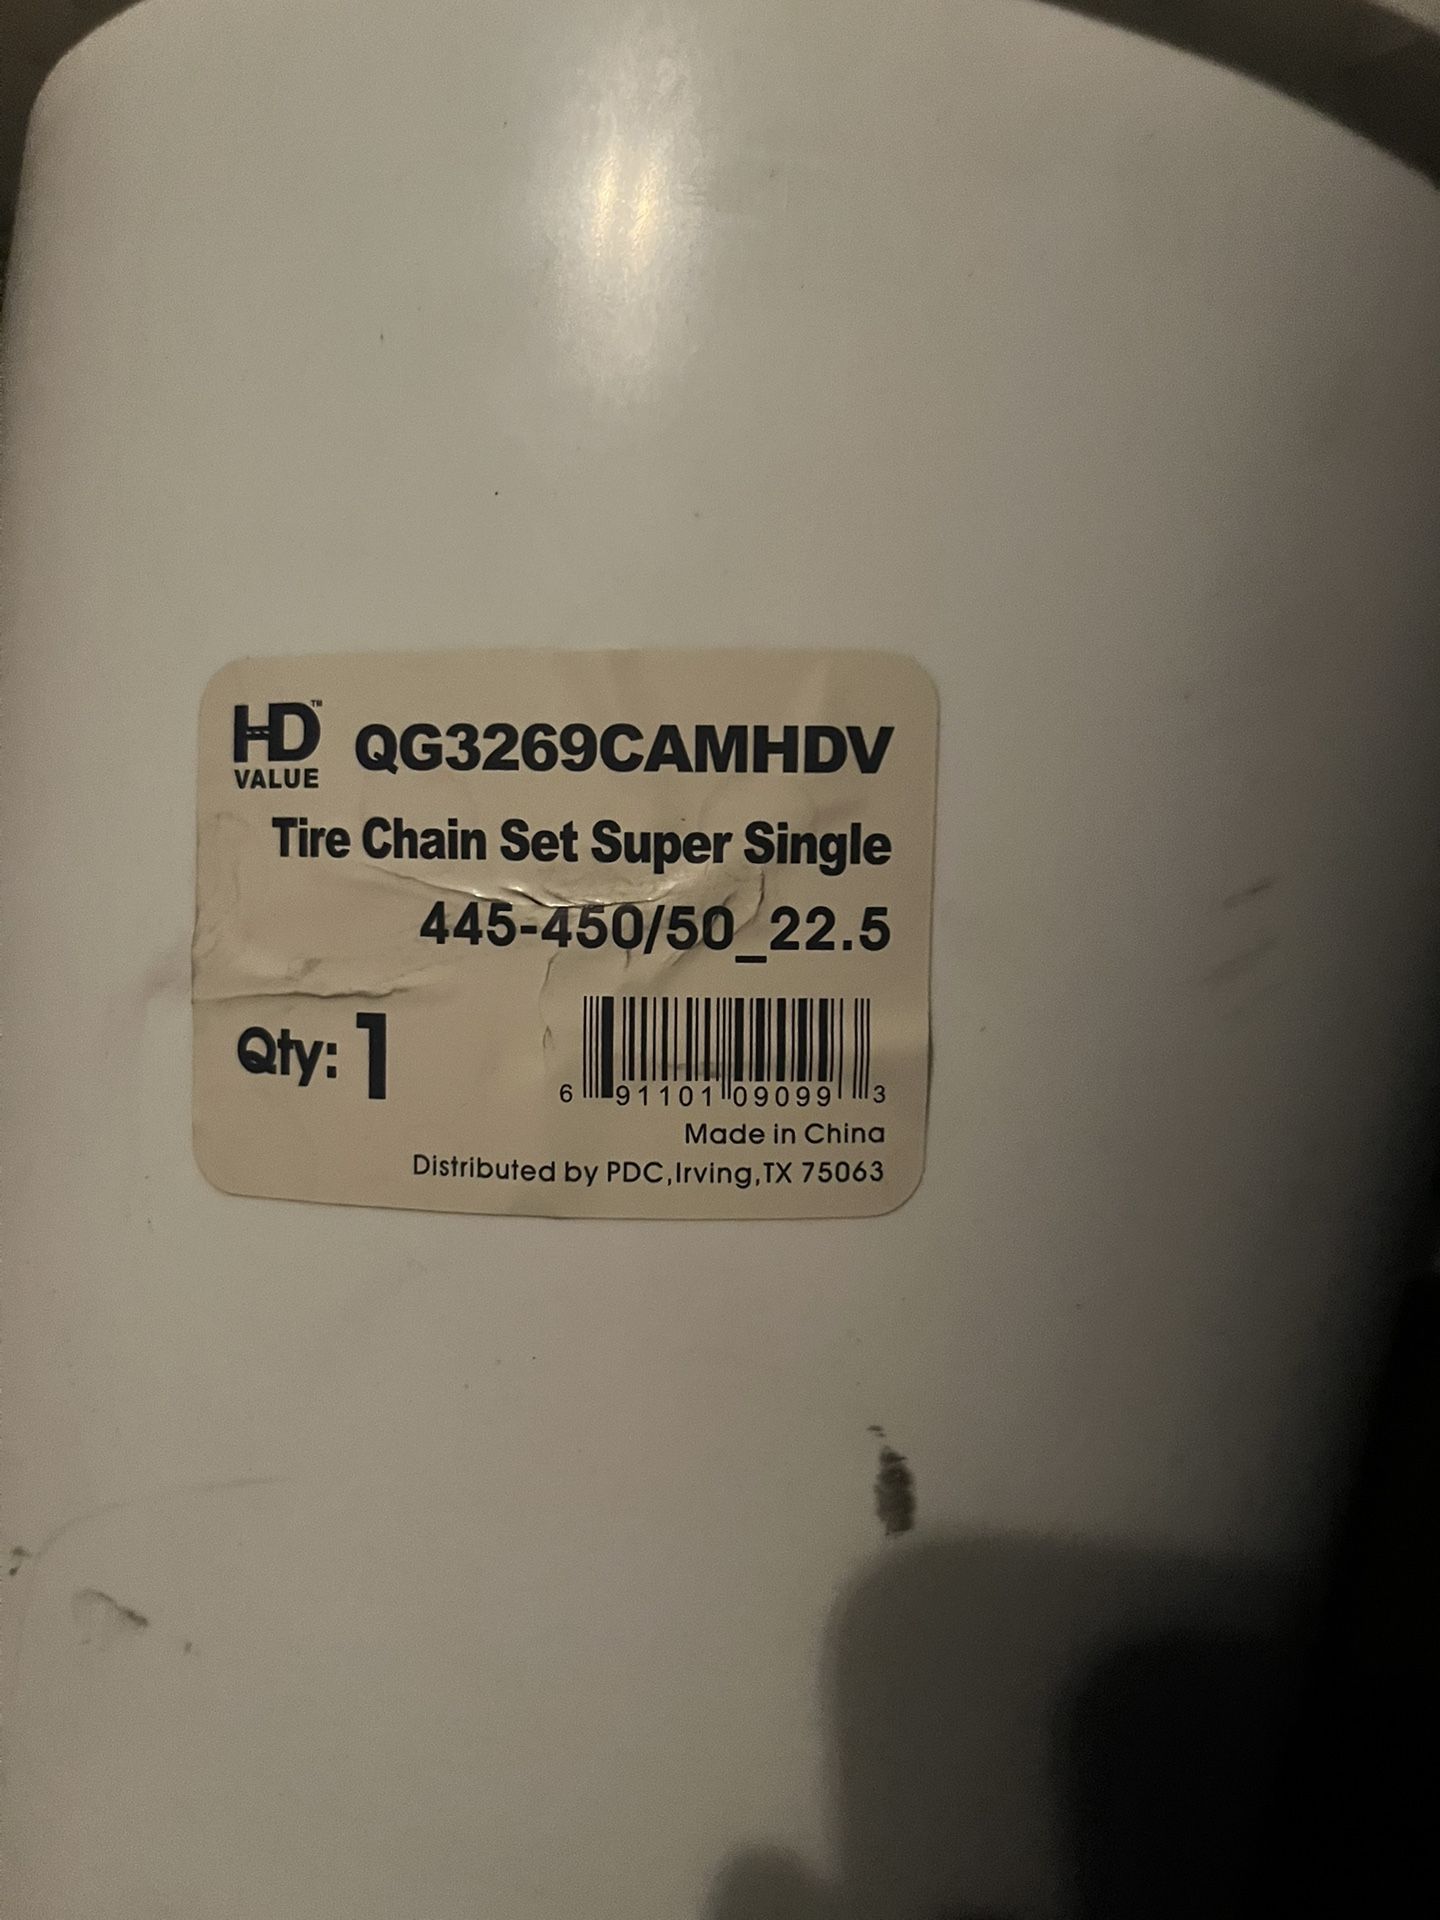 HD™ VALUE QG3269CAMHDV
Tire Chain Set Super Single
445-450/50_22.5
Qty: 1
6 91101 09099 3
Made in China
Distributed by PDC,Irving,TX 75063